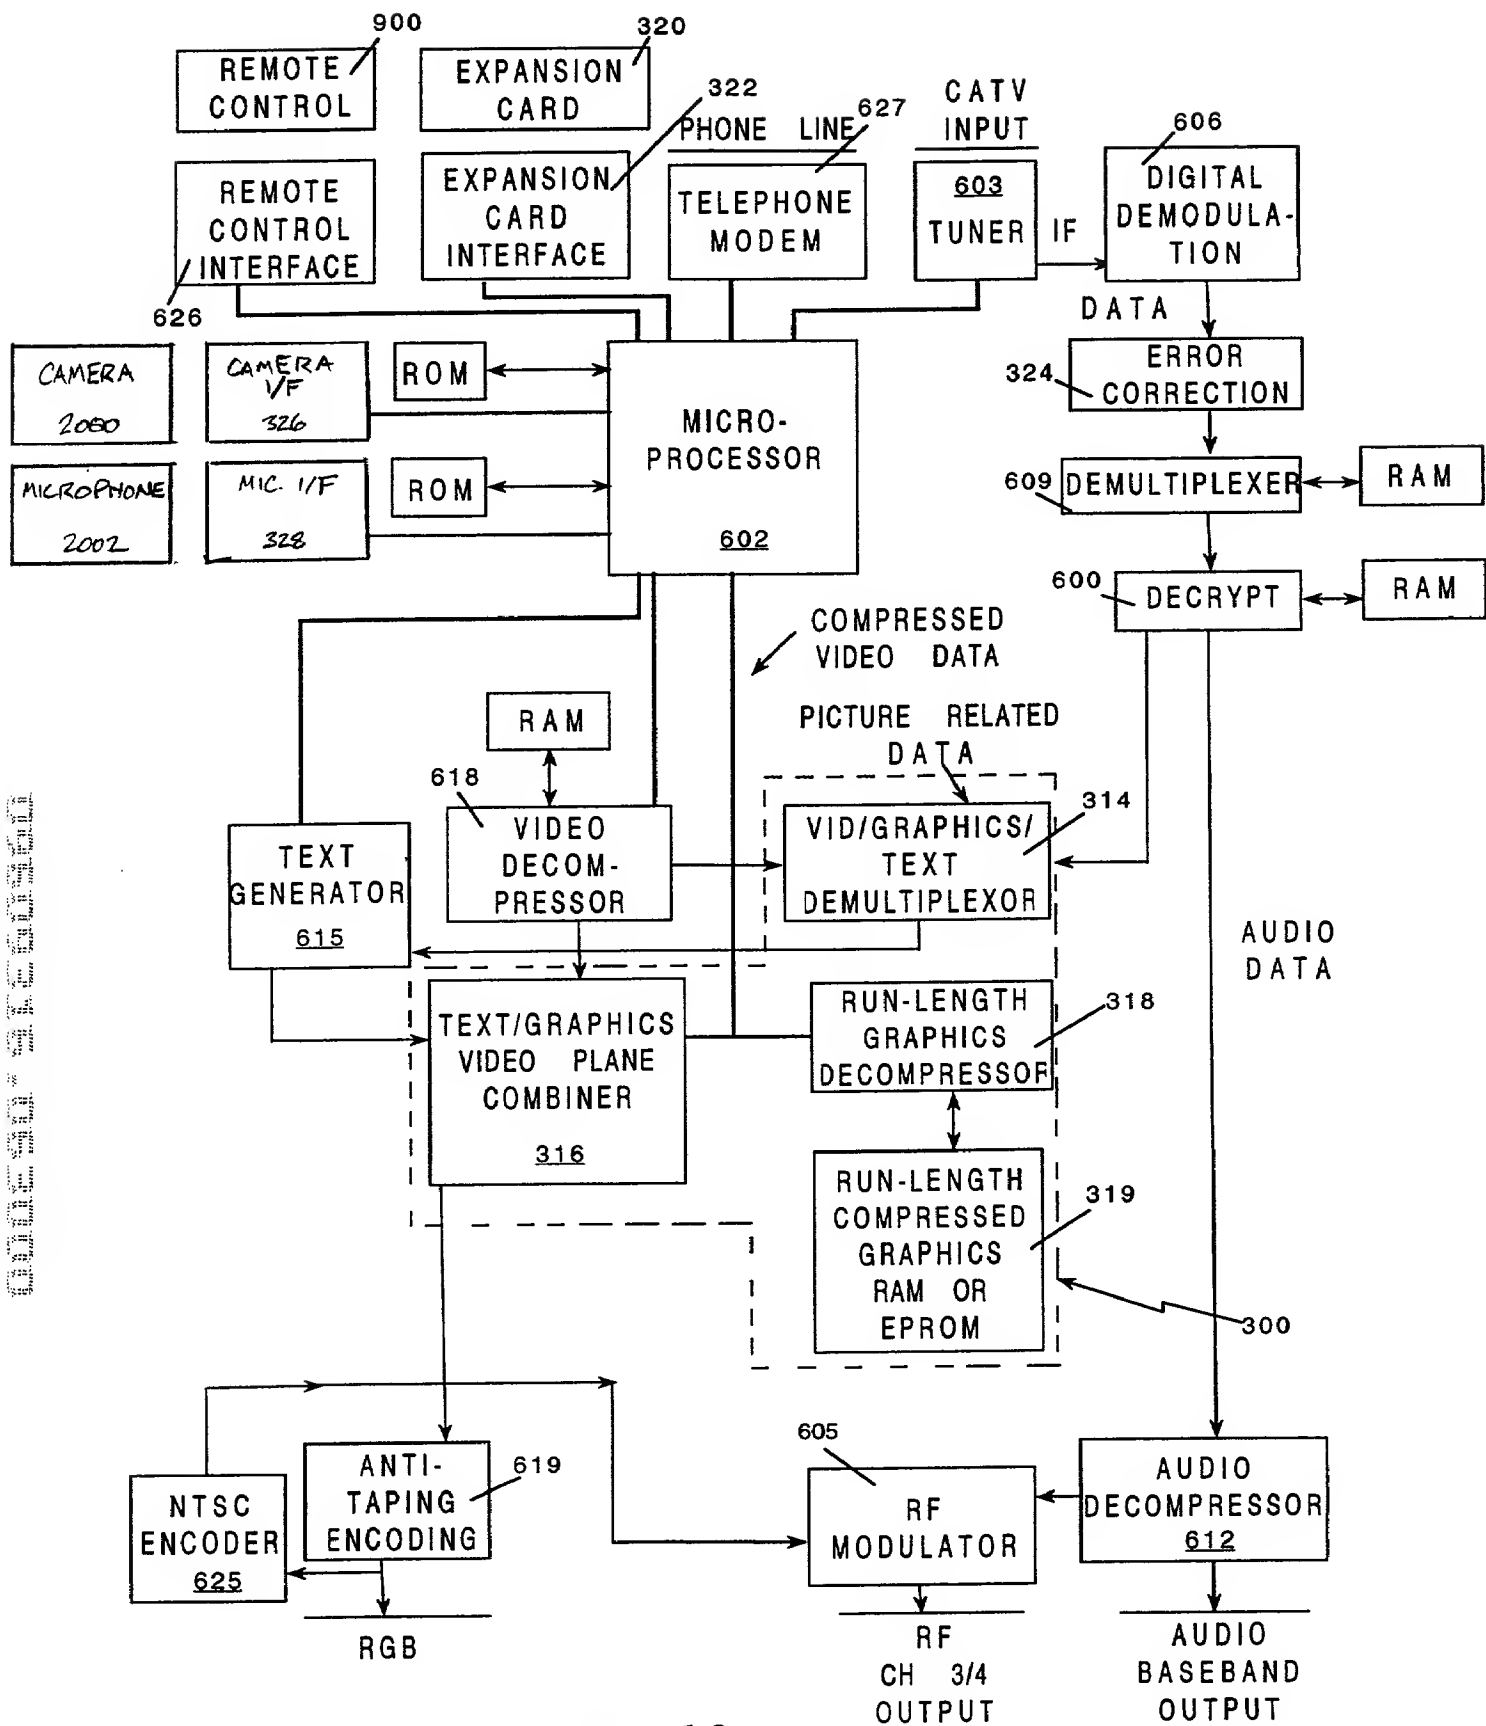 900
320
REMOTE
CONTROL
EXPANSION
CARD
322
PHONE LINE
627
CATV
INPUT
606
REMOTE
CONTROL
INTERFACE
626
EXPANSION
CARD
INTERFACE
TELEPHONE
MODEM
603
TUNER
IF
DIGITAL
DEMODULA-
TION
DATA
CAMERA
2000
CAMERA
I/F
326
ROM
MICRO-
PROCESSOR
602
324
ERROR
CORRECTION
MICROPHONE
2002
MIC. I/F
328
ROM
609
DEMULTIPLEXER
RAM
600
DECRYPT
RAM
COMPRESSED
VIDEO DATA
RAM
PICTURE RELATED
DATA
618
VIDEO
DECOM-
PRESSOR
314
VID/GRAPHICS/
TEXT
DEMULTIPLEXOR
TEXT
GENERATOR
615
AUDIO
DATA
TEXT/GRAPHICS
VIDEO PLANE
COMBINER
316
RUN-LENGTH
GRAPHICS
DECOMPRESSOR
318
RUN-LENGTH
COMPRESSED
GRAPHICS
RAM OR
EPROM
319
300
NTSC
ENCODER
625
ANTI-
TAPING
ENCODING
619
605
RF
MODULATOR
AUDIO
DECOMPRESSOR
612
RGB
RF
CH 3/4
OUTPUT
AUDIO
BASEBAND
OUTPUT